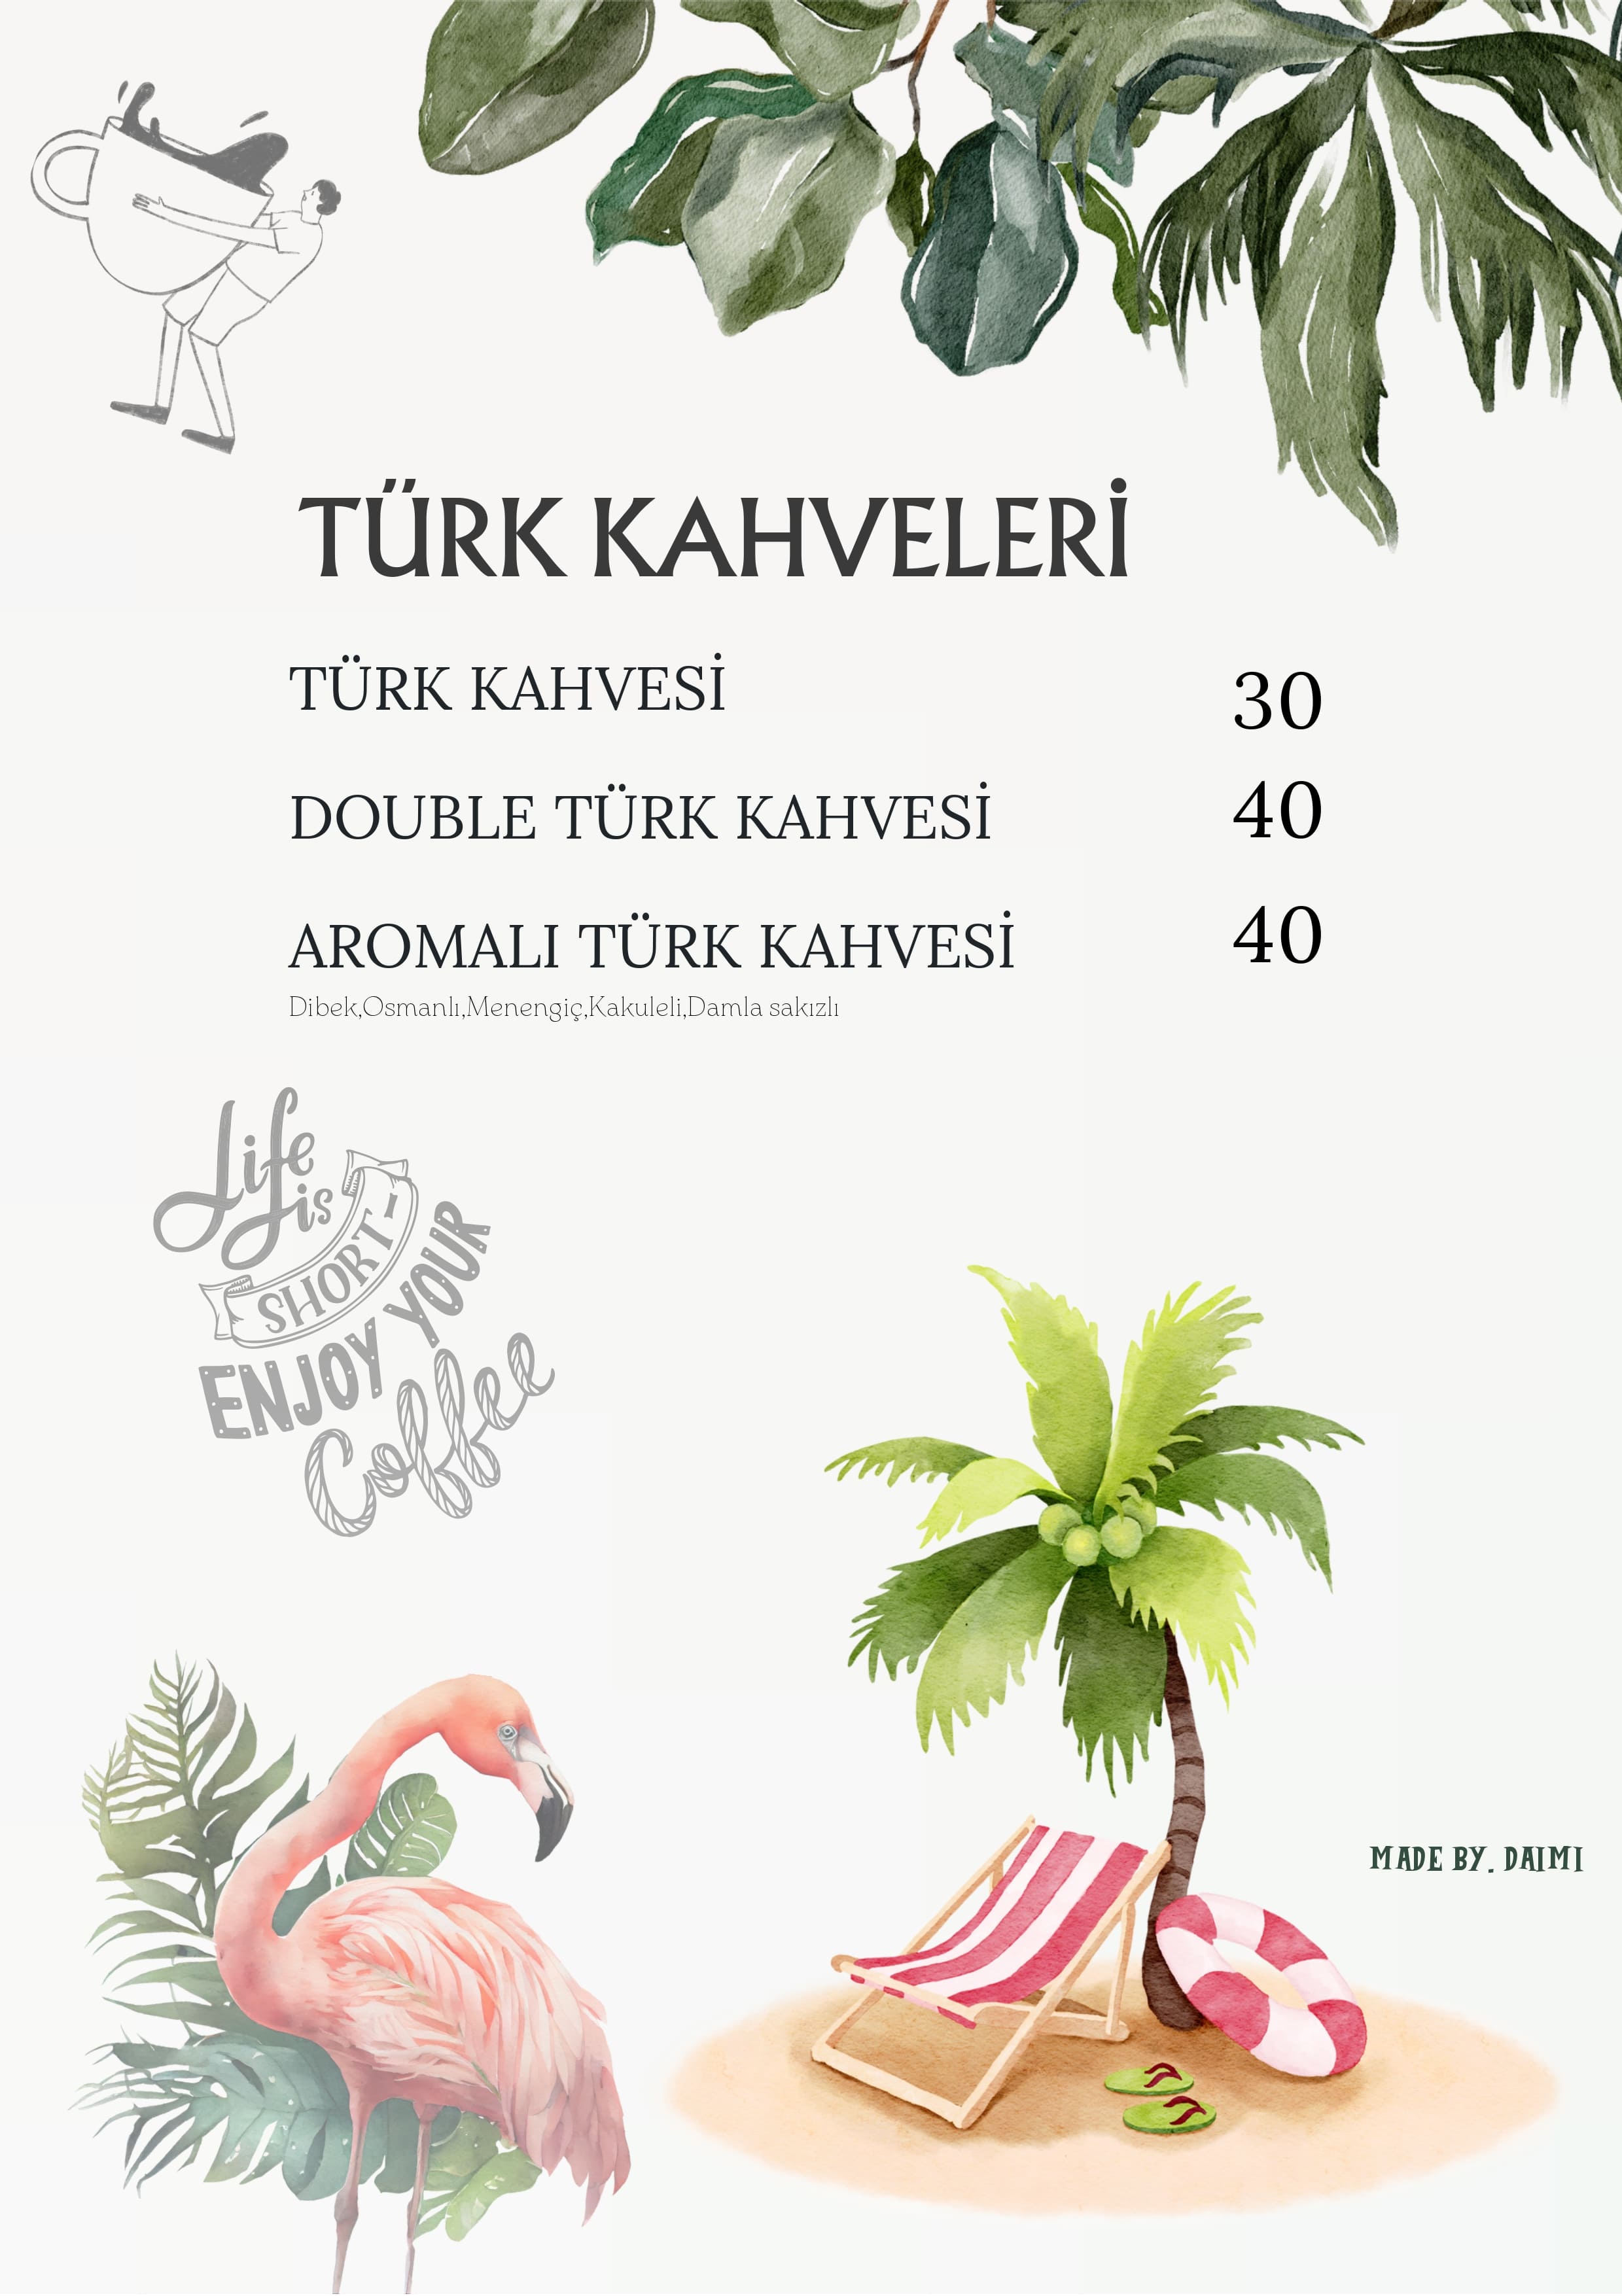 TÜRK KAHVELERİ
TÜRK KAHVESİ 30
DOUBLE TÜRK KAHVESİ 40
AROMALI TÜRK KAHVESİ 40
Dibek,Osmanlı,Menengiç,Kakuleli,Damla sakızlı
Life
is
SHORT-
ENJOY YOUR
Coffee
MADE BY. DAIMI